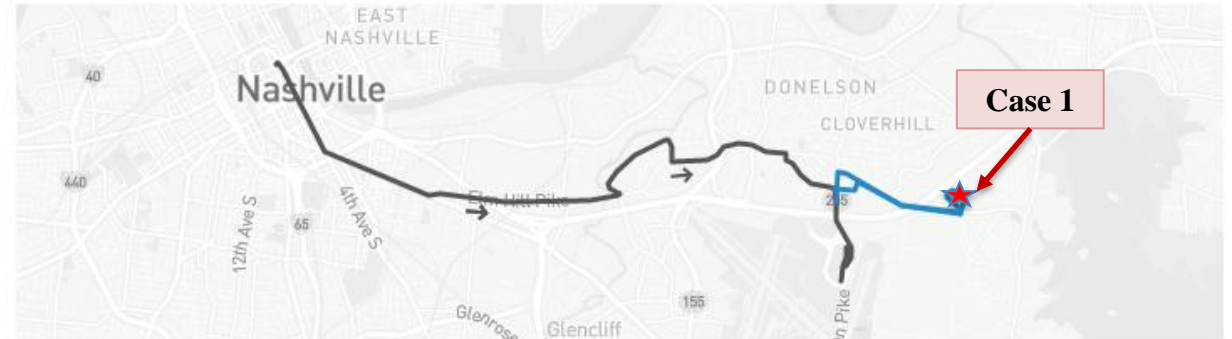 EAST
NASHVILLE
40
Nashville
DONELSON
Case 1
CLOVERHILL
440
Elm Hill Pike
12th Ave S
4th Ave S
65
155
Glencliff
Pike